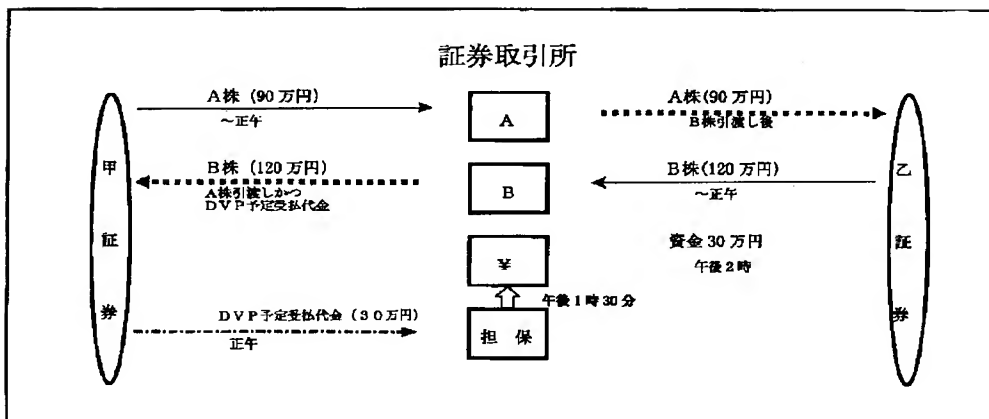 証券取引所
A株 (90万円)
～正午
A
A株(90万円)
B株引渡し後
B株 (120万円)
A株引渡しかつ
DVP予定受払代金
B
B株(120万円)
～正午
¥
資金30万円
午後2時
午後1時30分
DVP予定受払代金 (30万円)
正午
担 保
甲証券
乙証券